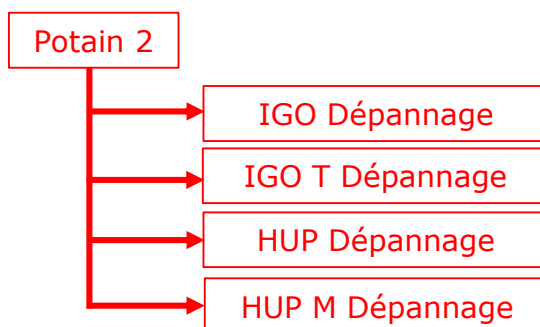 Potain 2
IGO Dépannage
IGO T Dépannage
HUP Dépannage
HUP M Dépannage